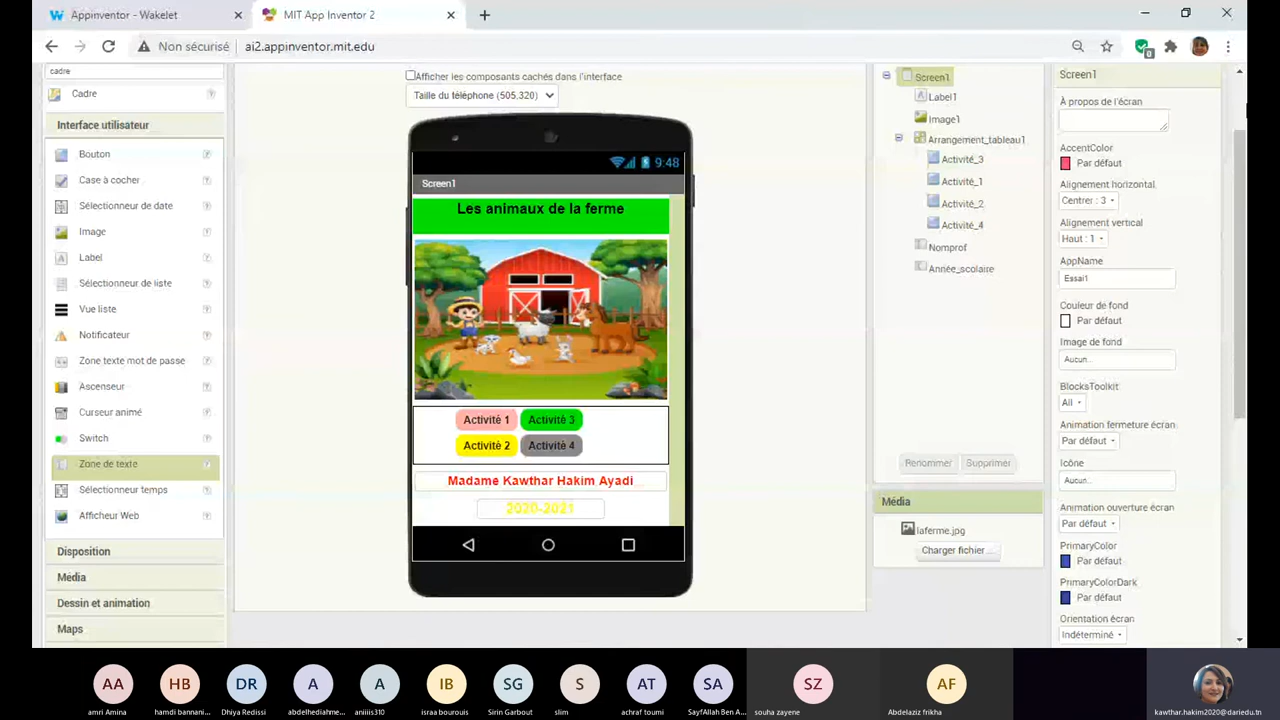 Appinventor - Wakelet
MIT App Inventor 2
Non sécurisé
ai2.appinventor.mit.edu
cadre
Cadre
Interface utilisateur
Bouton
Case à cocher
Sélectionneur de date
Image
Label
Sélectionneur de liste
Vue liste
Notificateur
Zone texte mot de passe
Ascenseur
Curseur animé
Switch
Zone de texte
Sélectionneur temps
Afficheur Web
Disposition
Média
Dessin et animation
Maps
Afficher les composants cachés dans l'interface
Taille du téléphone (505,320)
9:48
Screen1
Les animaux de la ferme
Activité 1
Activité 3
Activité 2
Activité 4
Madame Kawthar Hakim Ayadi
2020-2021
Screen1
Label1
Image1
Arrangement_tableau1
Activité_3
Activité_1
Activité_2
Activité_4
Nomprof
Année_scolaire
Renommer
Supprimer
Média
laferme.jpg
Charger fichier ...
Screen1
À propos de l'écran
AccentColor
Par défaut
Alignement horizontal
Centrer : 3
Alignement vertical
Haut : 1
AppName
Essai1
Couleur de fond
Par défaut
Image de fond
Aucun...
BlocksToolkit
All
Animation fermeture écran
Par défaut
Icône
Aucun...
Animation ouverture écran
Par défaut
PrimaryColor
Par défaut
PrimaryColorDark
Par défaut
Orientation écran
Indéterminé
AA
HB
DR
A
A
IB
SG
S
AT
SA
SZ
AF
amri Amina
hamdi bannani...
Dhiya Redissi
abdelhediahme...
aniiis310
israa bourouis
Sirin Garbout
slim
achraf toumi
SayfAllah Ben A...
souha zayene
Abdelaziz frikha
kawthar.hakim2020@dariedu.tn